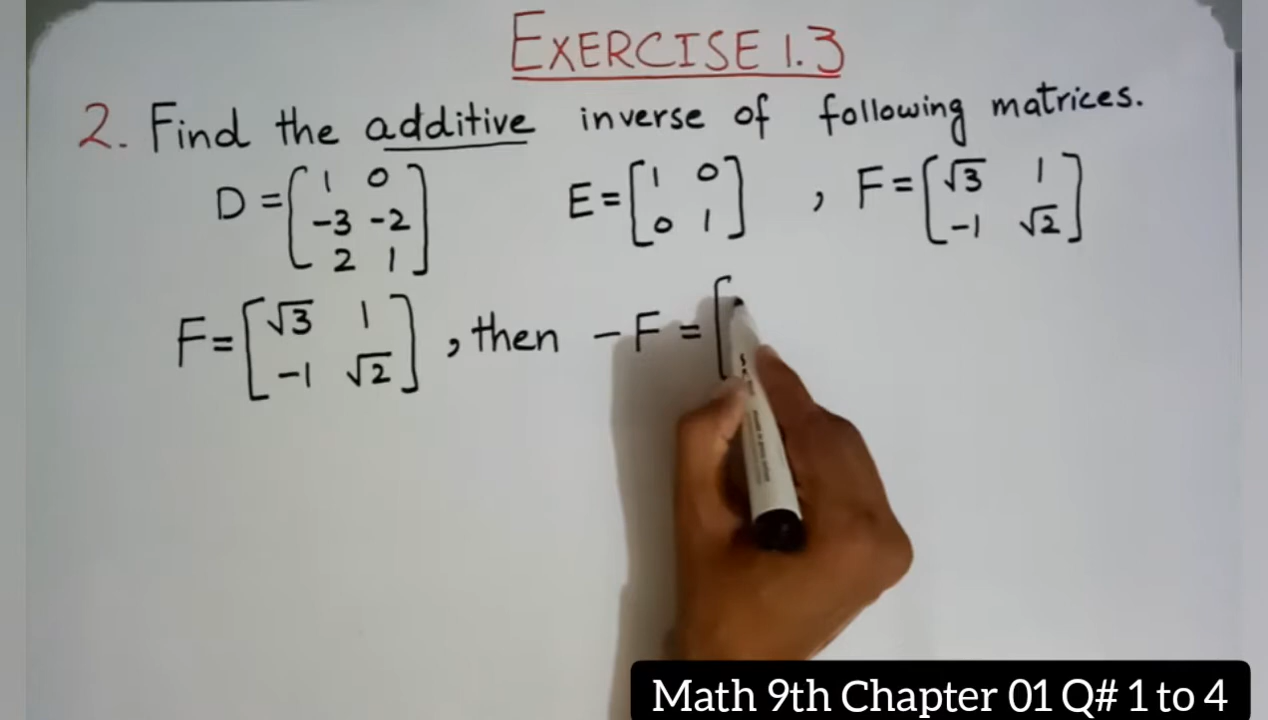 EXERCISE 1.3
2. Find the additive inverse of following matrices.
D = [1 0
-3 -2
2 1]
E = [1 0
0 1]
, F = [√3 1
-1 √2]
F = [√3 1
-1 √2]
, then -F = [
Math 9th Chapter 01 Q# 1 to 4